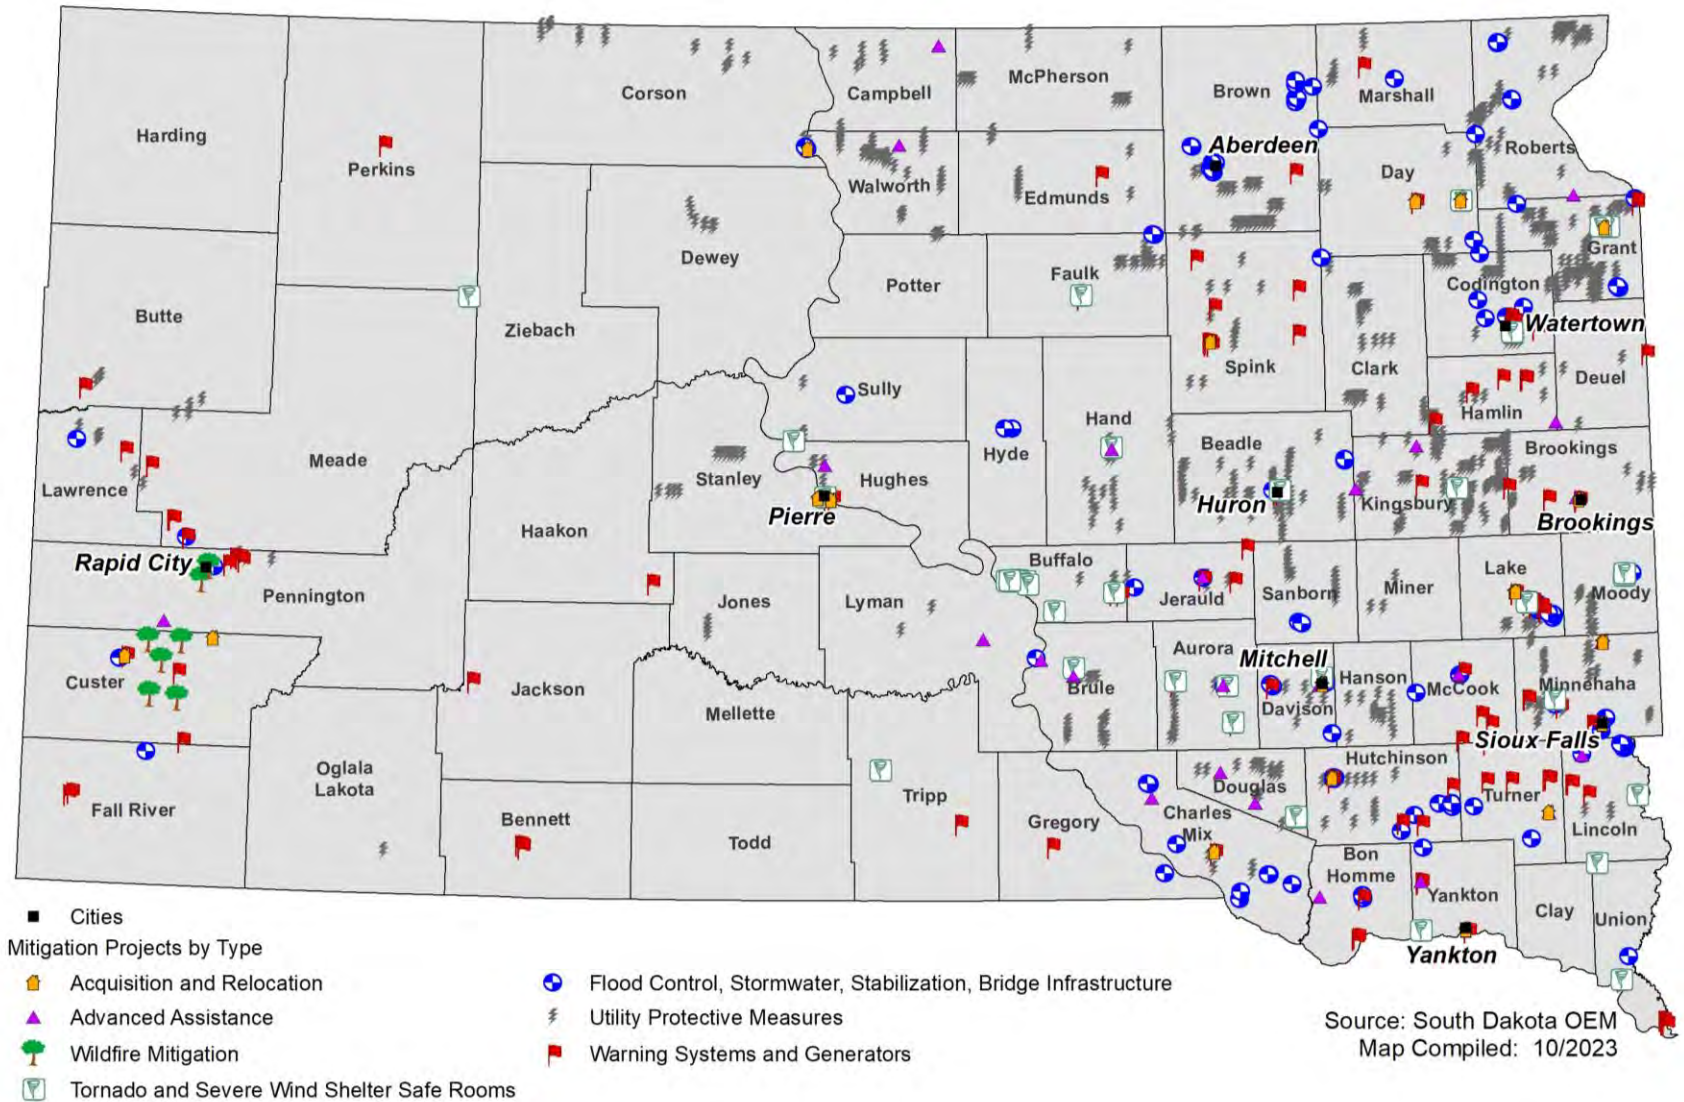 Harding
Perkins
Corson
Campbell
McPherson
Brown
Marshall
Roberts
Aberdeen
Day
Walworth
Edmunds
Dewey
Potter
Faulk
Grant
Codington
Butte
Ziebach
Watertown
Spink
Clark
Deuel
Sully
Hamlin
Hand
Beadle
Brookings
Hyde
Meade
Stanley
Hughes
Lawrence
Kingsbury
Huron
Pierre
Brookings
Haakon
Rapid City
Buffalo
Lake
Pennington
Jones
Lyman
Jerauld
Sanborn
Miner
Moody
Aurora
Mitchell
Hanson
Custer
Jackson
Brule
Davison
McCook
Minnehaha
Mellette
Sioux Falls
Hutchinson
Oglala
Lakota
Douglas
Tripp
Turner
Fall River
Bennett
Gregory
Charles
Mix
Lincoln
Todd
Bon
Homme
Yankton
Clay
Union
Yankton
Cities
Mitigation Projects by Type
Acquisition and Relocation
Advanced Assistance
Wildfire Mitigation
Tornado and Severe Wind Shelter Safe Rooms
Flood Control, Stormwater, Stabilization, Bridge Infrastructure
Utility Protective Measures
Warning Systems and Generators
Source: South Dakota OEM
Map Compiled: 10/2023